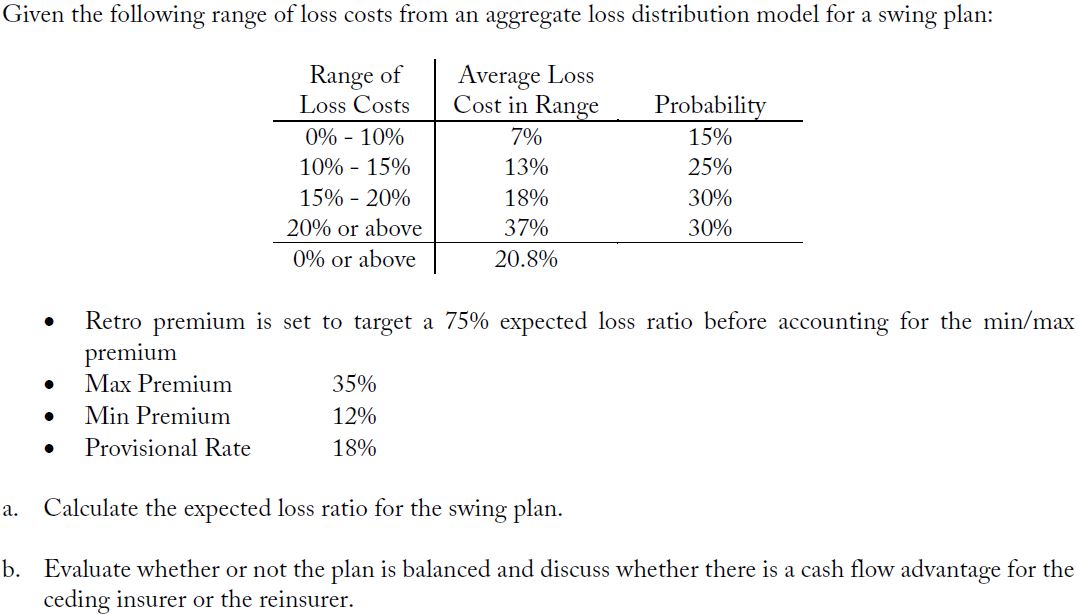 Given the following range of loss costs from an aggregate loss distribution model for a swing plan:
Range of Average Loss
Loss Costs Cost in Range Probability
0% - 10% 7% 15%
10% - 15% 13% 25%
15% - 20% 18% 30%
20% or above 37% 30%
0% or above 20.8%
• Retro premium is set to target a 75% expected loss ratio before accounting for the min/max
premium
• Max Premium 35%
• Min Premium 12%
• Provisional Rate 18%
a. Calculate the expected loss ratio for the swing plan.
b. Evaluate whether or not the plan is balanced and discuss whether there is a cash flow advantage for the
ceding insurer or the reinsurer.